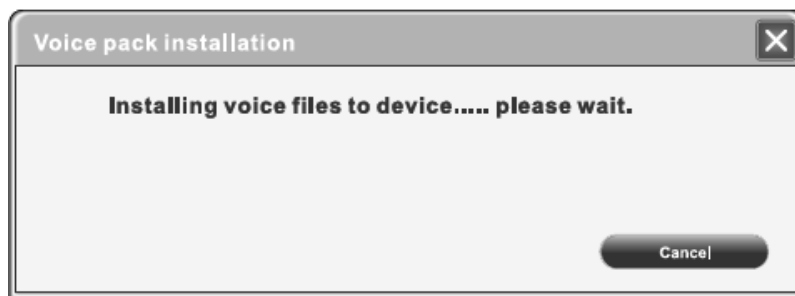 Voice pack installation
Installing voice files to device..... please wait.
Cancel